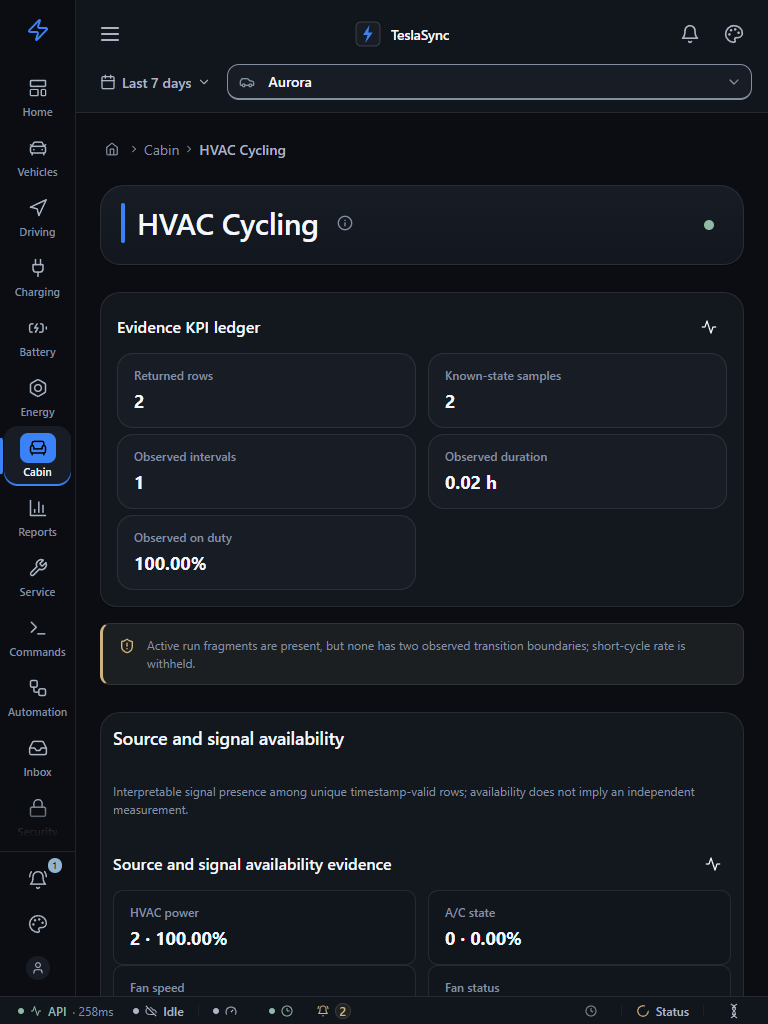 TeslaSync
Last 7 days
Aurora
Home
Vehicles
Driving
Charging
Battery
Energy
Cabin
Reports
Service
Commands
Automation
Inbox
Security
1
Cabin
HVAC Cycling
HVAC Cycling
Evidence KPI ledger
Returned rows
2
Known-state samples
2
Observed intervals
1
Observed duration
0.02 h
Observed on duty
100.00%
Active run fragments are present, but none has two observed transition boundaries; short-cycle rate is
withheld.
Source and signal availability
Interpretable signal presence among unique timestamp-valid rows; availability does not imply an independent
measurement.
Source and signal availability evidence
HVAC power
2 · 100.00%
A/C state
0 · 0.00%
Fan speed
Fan status
API · 258ms
Idle
2
Status